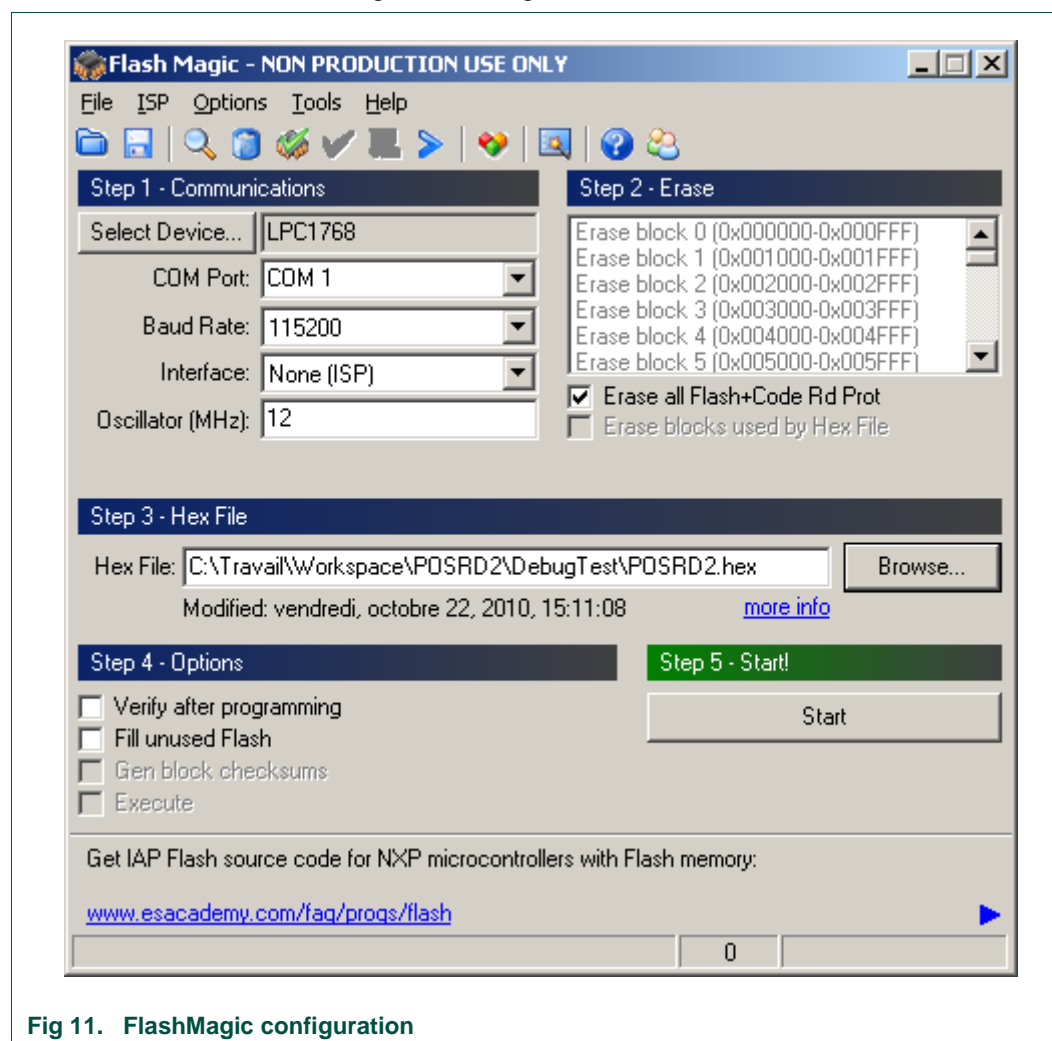 Flash Magic - NON PRODUCTION USE ONLY
File ISP Options Tools Help
Step 1 - Communications
Select Device... LPC1768
COM Port: COM 1
Baud Rate: 115200
Interface: None (ISP)
Oscillator (MHz): 12
Step 2 - Erase
Erase block 0 (0x000000-0x000FFF)
Erase block 1 (0x001000-0x001FFF)
Erase block 2 (0x002000-0x002FFF)
Erase block 3 (0x003000-0x003FFF)
Erase block 4 (0x004000-0x004FFF)
Erase block 5 (0x005000-0x005FFF)
Erase all Flash+Code Rd Prot
Erase blocks used by Hex File
Step 3 - Hex File
Hex File: C:\Travail\Workspace\POSRD2\DebugTest\POSRD2.hex Browse...
Modified: vendredi, octobre 22, 2010, 15:11:08 more info
Step 4 - Options
Verify after programming
Fill unused Flash
Gen block checksums
Execute
Step 5 - Start!
Start
Get IAP Flash source code for NXP microcontrollers with Flash memory:
www.esacademy.com/faq/progs/flash
0
Fig 11. FlashMagic configuration